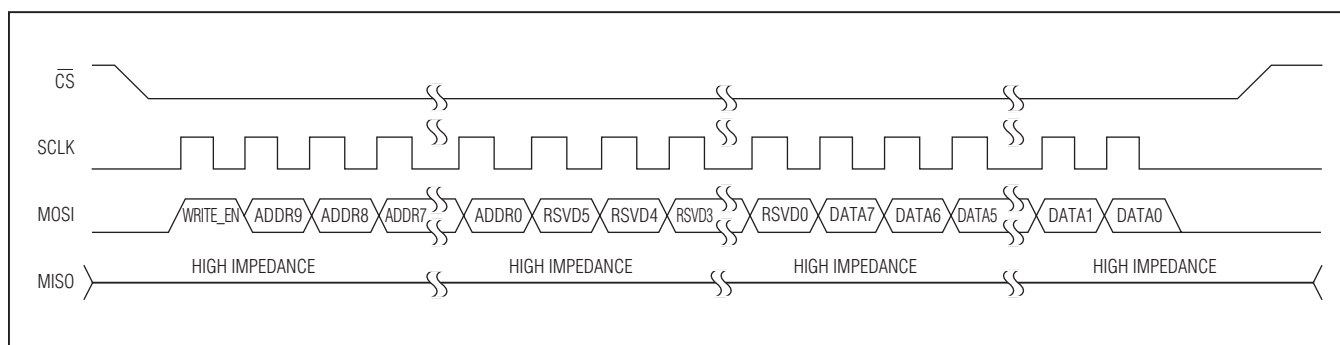 CS
SCLK
MOSI WRITE_EN ADDR9 ADDR8 ADDR7 ADDR0 RSVD5 RSVD4 RSVD3 RSVD0 DATA7 DATA6 DATA5 DATA1 DATA0
HIGH IMPEDANCE HIGH IMPEDANCE HIGH IMPEDANCE HIGH IMPEDANCE
MISO